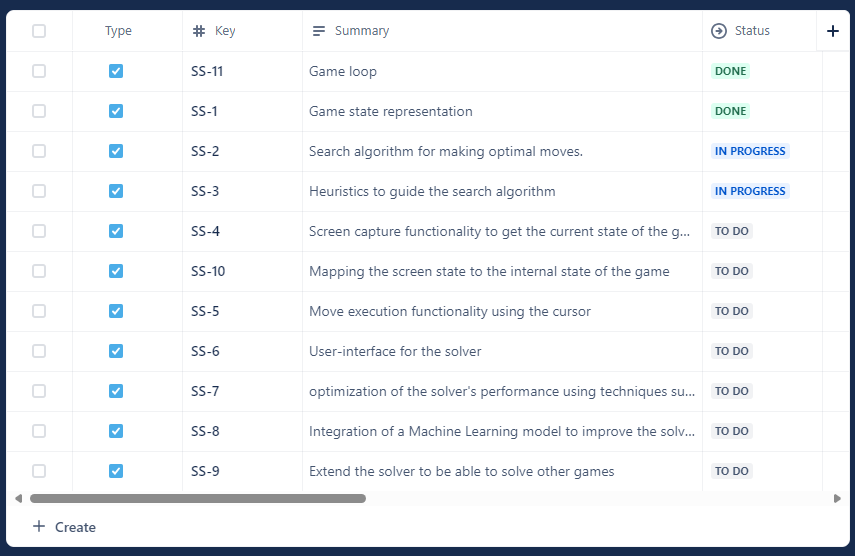 Type Key Summary Status
SS-11 Game loop DONE
SS-1 Game state representation DONE
SS-2 Search algorithm for making optimal moves. IN PROGRESS
SS-3 Heuristics to guide the search algorithm IN PROGRESS
SS-4 Screen capture functionality to get the current state of the g... TO DO
SS-10 Mapping the screen state to the internal state of the game TO DO
SS-5 Move execution functionality using the cursor TO DO
SS-6 User-interface for the solver TO DO
SS-7 optimization of the solver's performance using techniques su... TO DO
SS-8 Integration of a Machine Learning model to improve the solv... TO DO
SS-9 Extend the solver to be able to solve other games TO DO
+ Create